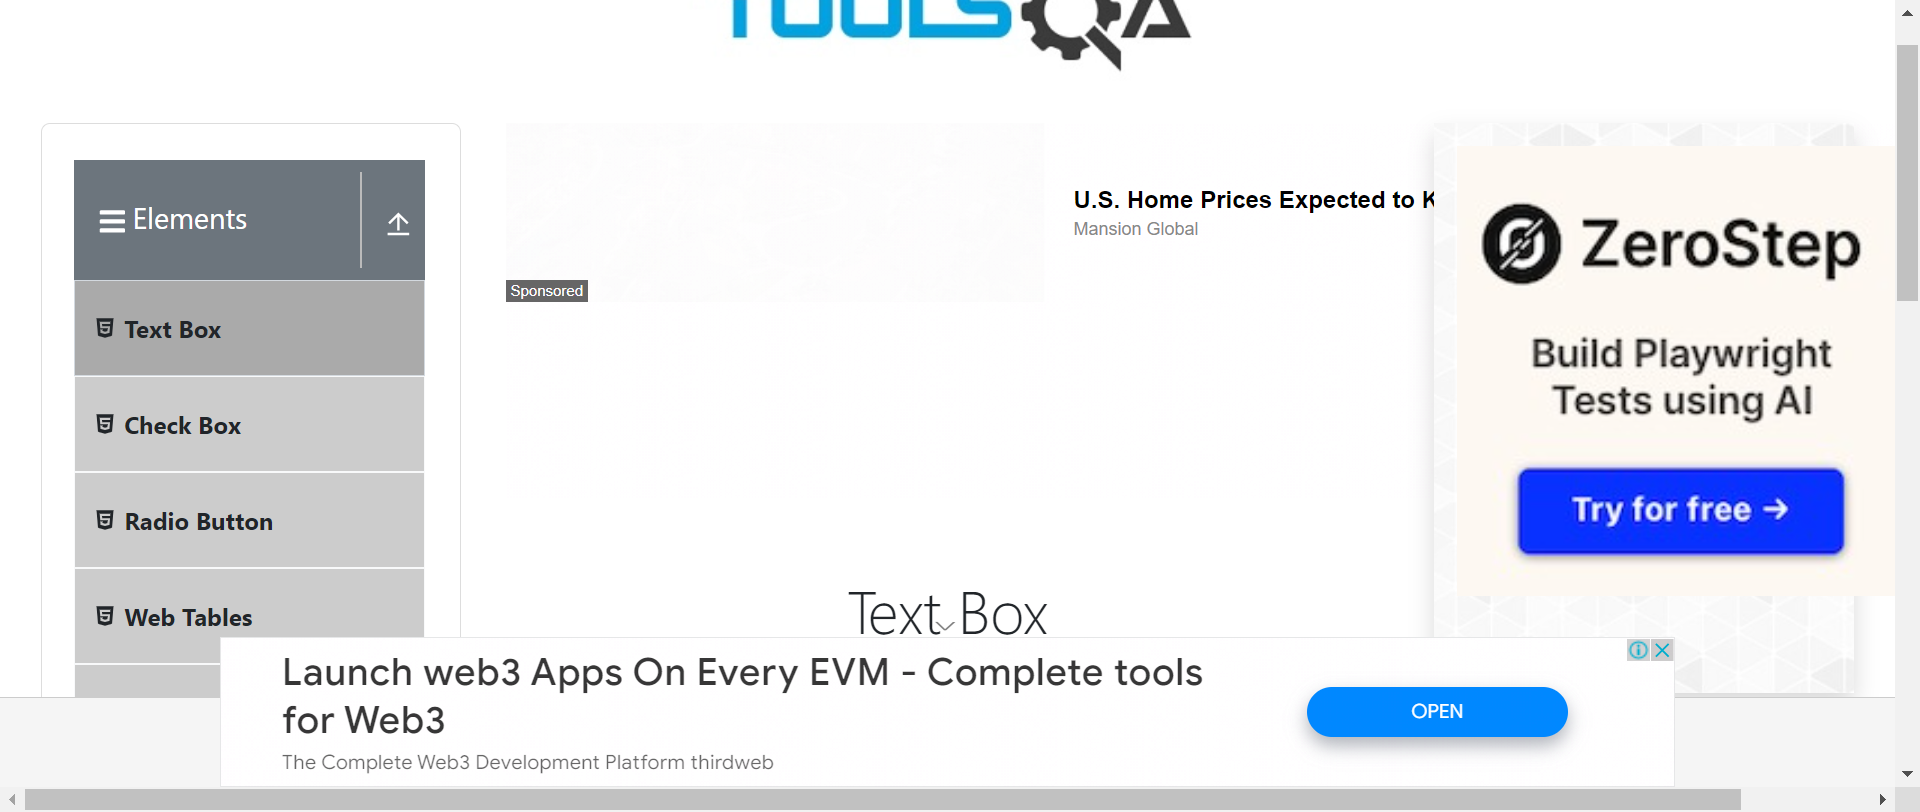 TOOLSQA
Elements
Text Box
Check Box
Radio Button
Web Tables
Sponsored
U.S. Home Prices Expected to K
Mansion Global
ZeroStep
Build Playwright
Tests using AI
Try for free →
Text Box
Launch web3 Apps On Every EVM - Complete tools
for Web3
The Complete Web3 Development Platform thirdweb
OPEN